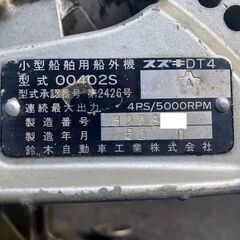 小型船舶用船外機 スズキDT4
型式 00402S
型式承認番号 第2426号
連続最大出力 4PS/5000RPM
製造番号
製造年月 62 8
鈴木自動車工業株式会社